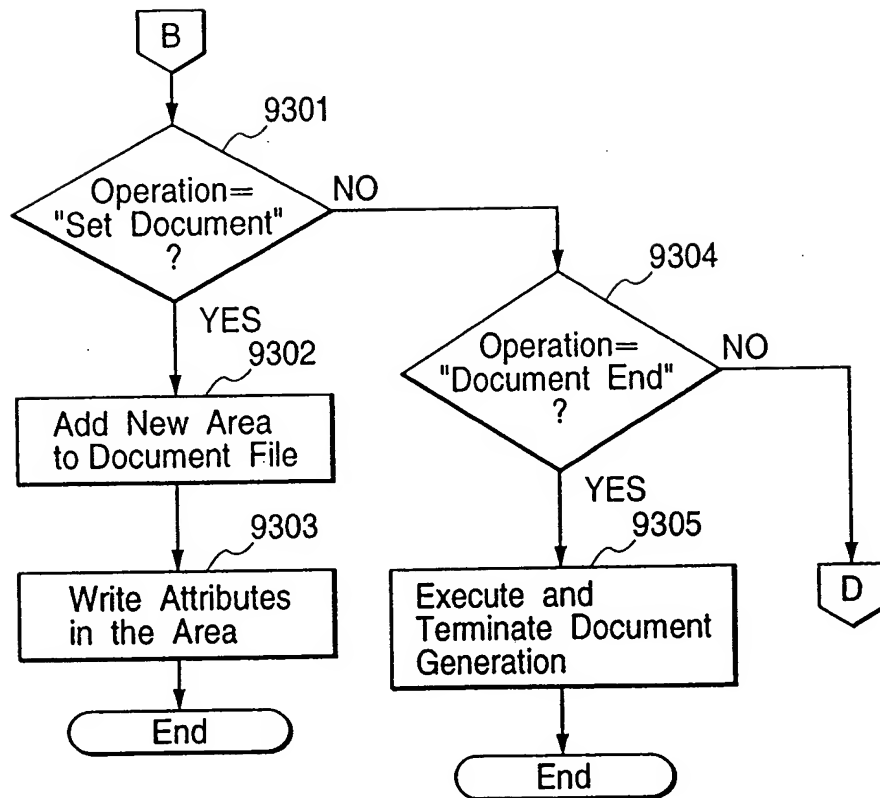 B
9301
Operation=
"Set Document"
?
NO
YES
9302
Add New Area
to Document File
9303
Write Attributes
in the Area
End
9304
Operation=
"Document End"
?
NO
YES
9305
Execute and
Terminate Document
Generation
End
D